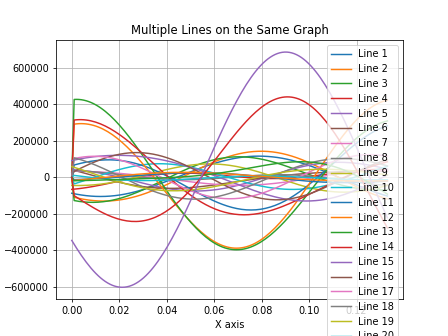 Multiple Lines on the Same Graph
600000
400000
200000
0
−200000
−400000
−600000
0.00
0.02
0.04
0.06
0.08
0.10
X axis
Line 1
Line 2
Line 3
Line 4
Line 5
Line 6
Line 7
Line 8
Line 9
Line 10
Line 11
Line 12
Line 13
Line 14
Line 15
Line 16
Line 17
Line 18
Line 19
Line 20